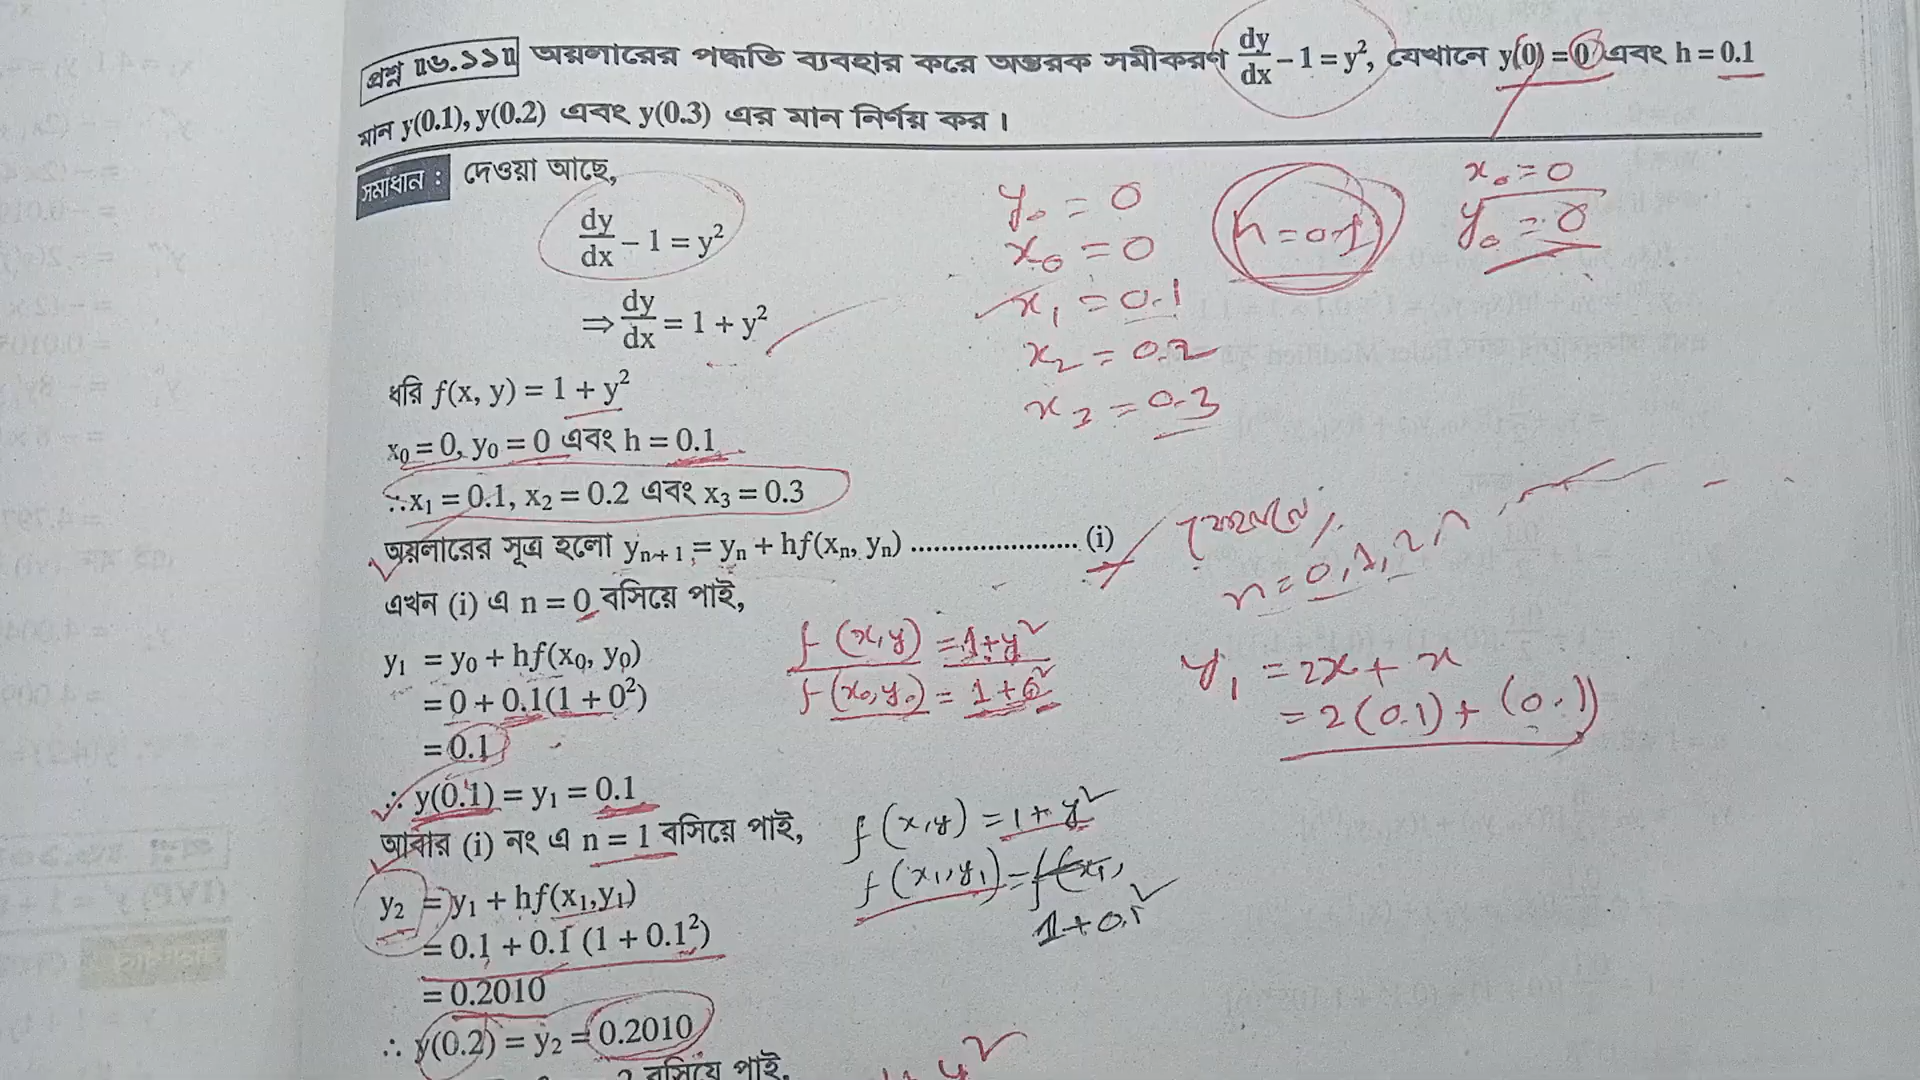 প্রশ্ন ॥৬.১১॥ অয়লারের পদ্ধতি ব্যবহার করে অন্তরক সমীকরণ dy/dx − 1 = y², যেখানে y(0) = 0 এবং h = 0.1
মান y(0.1), y(0.2) এবং y(0.3) এর মান নির্ণয় কর।
সমাধান : দেওয়া আছে,
dy/dx − 1 = y²
⇒ dy/dx = 1 + y²
ধরি f(x, y) = 1 + y²
x₀ = 0, y₀ = 0 এবং h = 0.1
∴x₁ = 0.1, x₂ = 0.2 এবং x₃ = 0.3
অয়লারের সূত্র হলো yₙ₊₁ = yₙ + hf(xₙ, yₙ) ........................ (i)
এখন (i) এ n = 0 বসিয়ে পাই,
y₁ = y₀ + hf(x₀, y₀)
= 0 + 0.1(1 + 0²)
= 0.1
∴ y(0.1) = y₁ = 0.1
আবার (i) নং এ n = 1 বসিয়ে পাই,
y₂ = y₁ + hf(x₁,y₁)
= 0.1 + 0.1 (1 + 0.1²)
= 0.2010
∴ y(0.2) = y₂ = 0.2010
2 বসিয়ে পাই,
y₀ = 0
x₀ = 0
x₁ = 0.1
x₂ = 0.2
x₃ = 0.3
h = 0.1
x₀ = 0
y₀ = 0
n = 0, 1, 2
f (x, y) = 1+y²
f (x₀, y₀) = 1+0²
y₁ = 2x + x
= 2(0.1) + (0.1)
f (x, y) = 1 + y²
f (x₁, y₁) =
1 + 0.1²